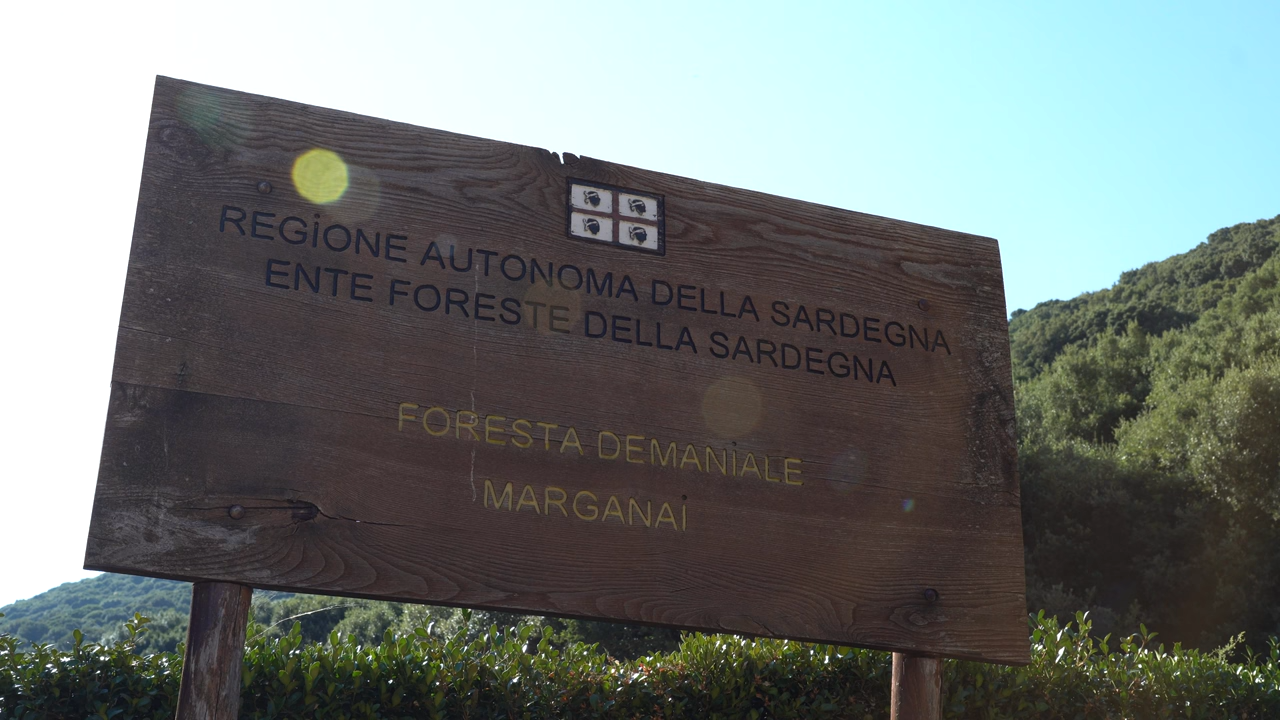 REGiONE AUTONOMA DELLA SARDEGNA
ENTE FORESTE DELLA SARDEGNA
FORESTA DEMANiALE
MARGANAi